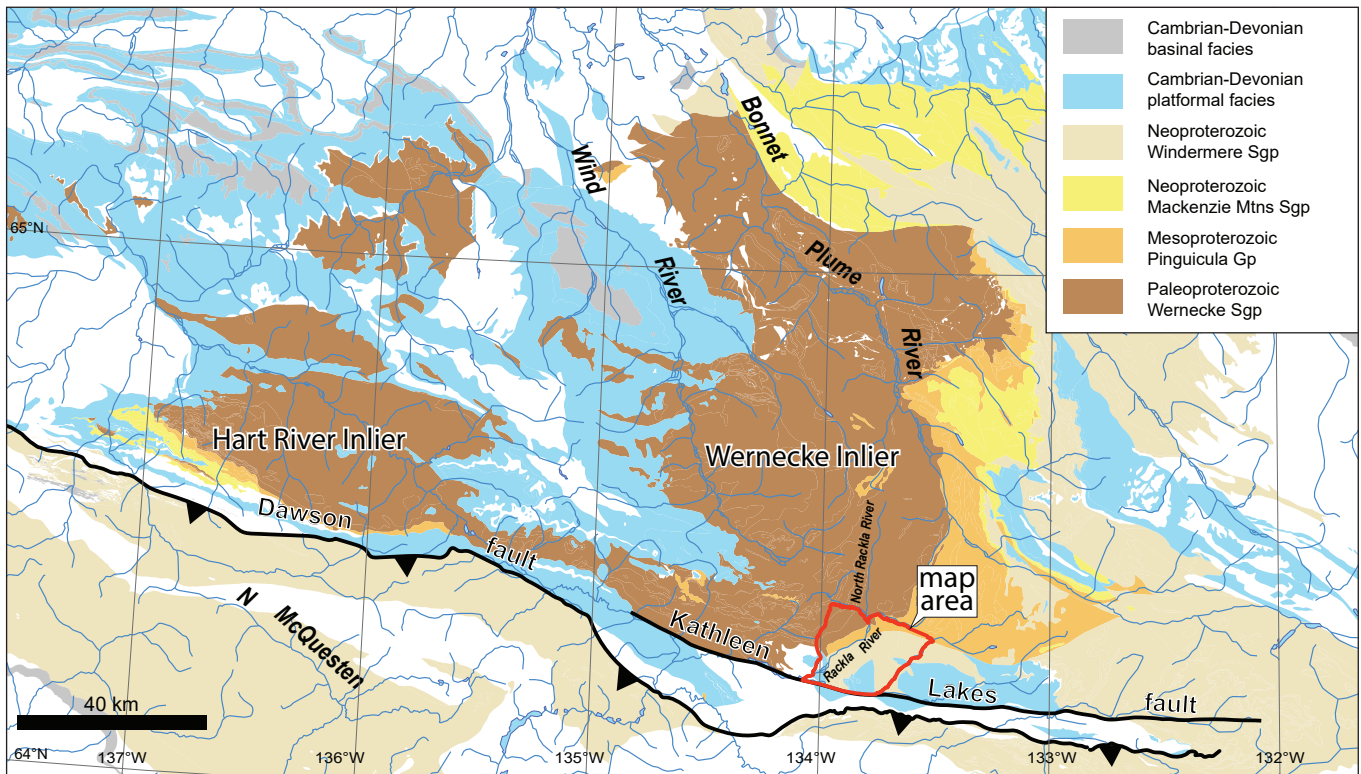 Cambrian-Devonian
basinal facies
Cambrian-Devonian
platformal facies
Neoproterozoic
Windermere Sgp
Neoproterozoic
Mackenzie Mtns Sgp
Mesoproterozoic
Pinguicula Gp
Paleoproterozoic
Wernecke Sgp
Bonnet
Wind
65°N
Plume
River
River
Hart River Inlier
Wernecke Inlier
Dawson
fault
North Rackla River
map
area
N McQuesten
Kathleen
Rackla River
Lakes
fault
40 km
64°N
137°W
136°W
135°W
134°W
133°W
132°W